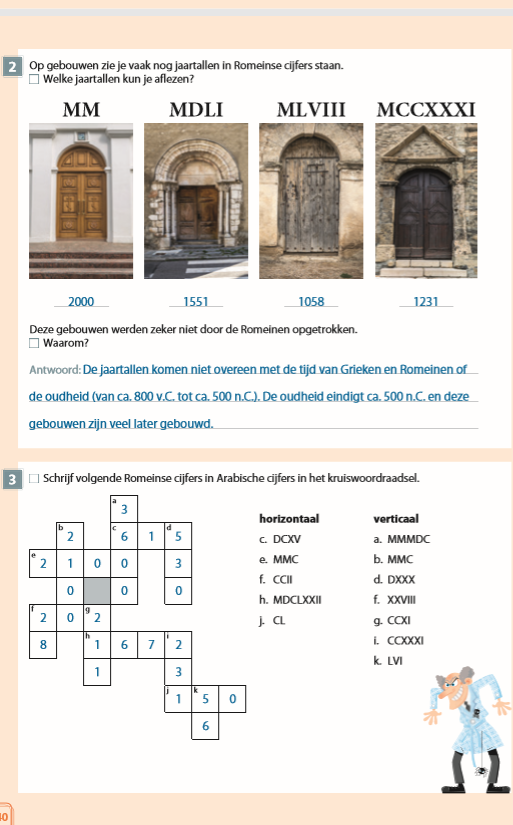 2 Op gebouwen zie je vaak nog jaartallen in Romeinse cijfers staan.
Welke jaartallen kun je aflezen?
MM MDLI MLVIII MCCXXXI
2000 1551 1058 1231
Deze gebouwen werden zeker niet door de Romeinen opgetrokken.
Waarom?
Antwoord: De jaartallen komen niet overeen met de tijd van Grieken en Romeinen of
de oudheid (van ca. 800 v.C. tot ca. 500 n.C.). De oudheid eindigt ca. 500 n.C. en deze
gebouwen zijn veel later gebouwd.
3 Schrijf volgende Romeinse cijfers in Arabische cijfers in het kruiswoordraadsel.
a 3
b 2 c 6 1 d 5
e 2 1 0 0 3
0 0 0
f 2 0 g 2
8 h 1 6 7 i 2
1 3
j 1 k 5 0
6
horizontaal
c. DCXV
e. MMC
f. CCII
h. MDCLXXII
j. CL
verticaal
a. MMMDC
b. MMC
d. DXXX
f. XXVIII
g. CCXI
i. CCXXXI
k. LVI
40